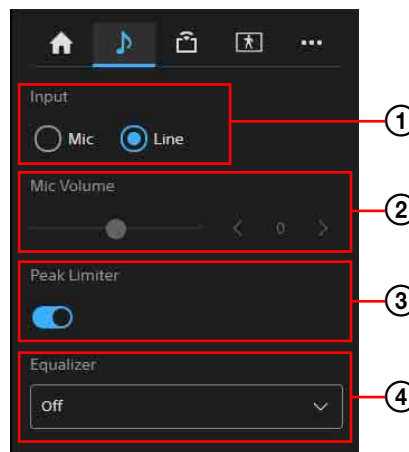 Input
Mic
Line
1
Mic Volume
0
2
Peak Limiter
3
Equalizer
Off
4